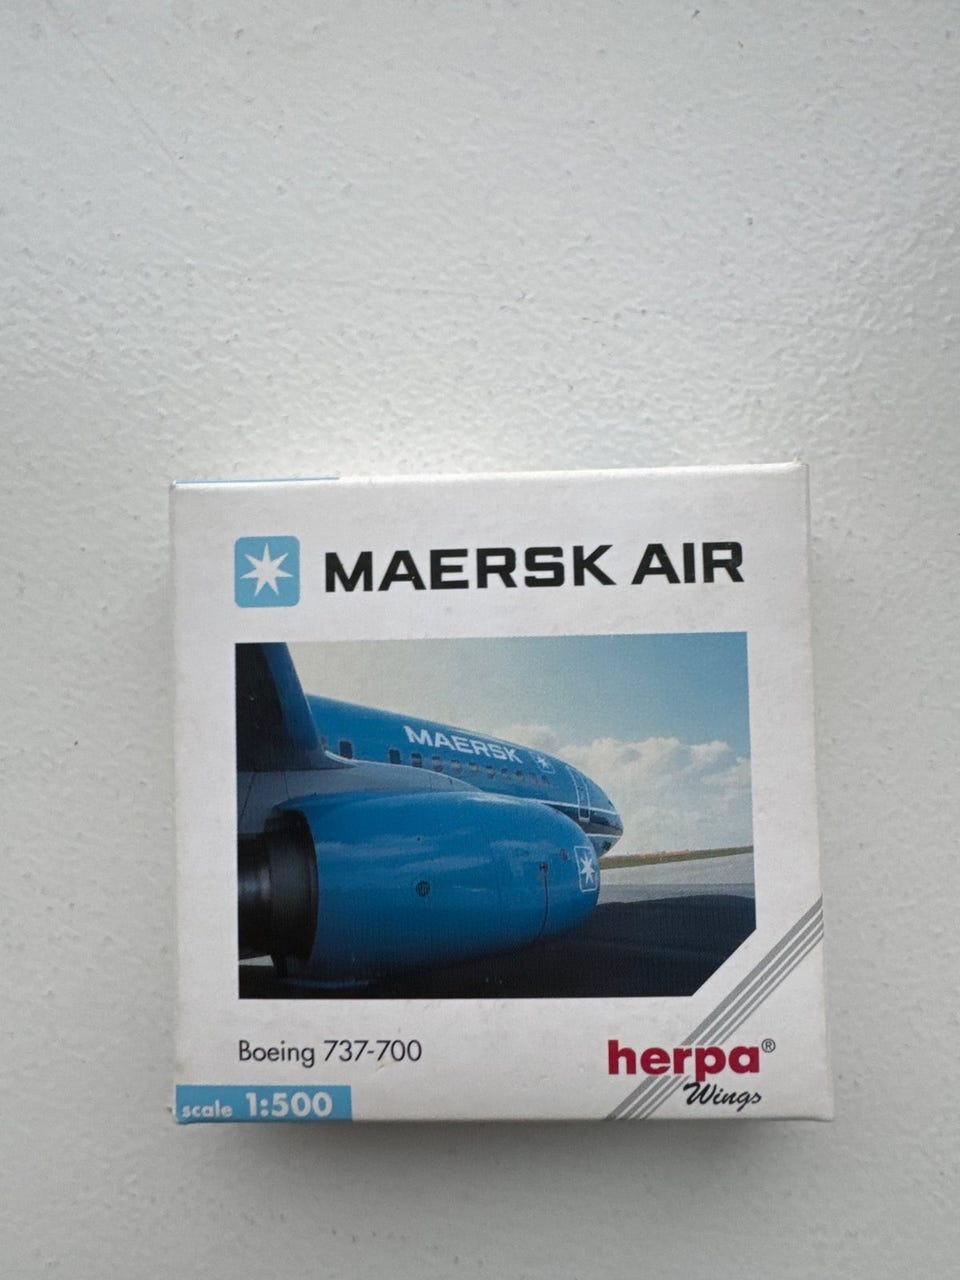 MAERSK AIR
MAERSK
Boeing 737-700
herpa®
Wings
scale 1:500